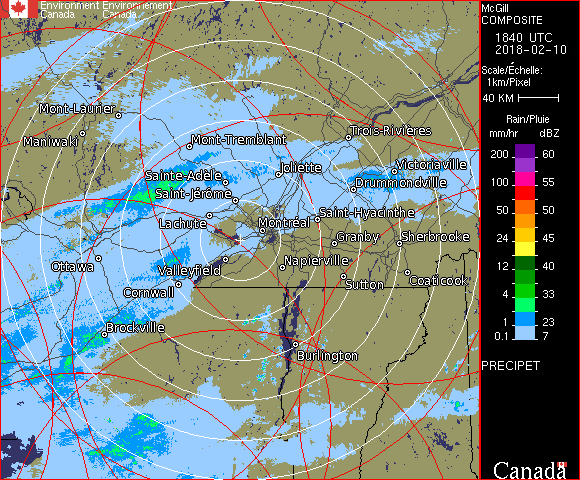 Environment Environnement
Canada Canada
McGill
COMPOSITE
1840 UTC
2018-02-10
Scale/Échelle:
1km/Pixel
40 KM
Rain/Pluie
mm/hr dBZ
200 60
100 55
50 50
24 45
12 40
4 33
1 23
0.1 7
PRECIPET
Mont-Laurier
Maniwaki
Mont-Tremblant
Trois-Rivières
Sainte-Adèle
Joliette
Victoriaville
Saint-Jérôme
Drummondville
Lachute
Montréal
Saint-Hyacinthe
Granby
Sherbrooke
Ottawa
Valleyfield
Napierville
Cornwall
Sutton
Coaticook
Brockville
Burlington
Canada